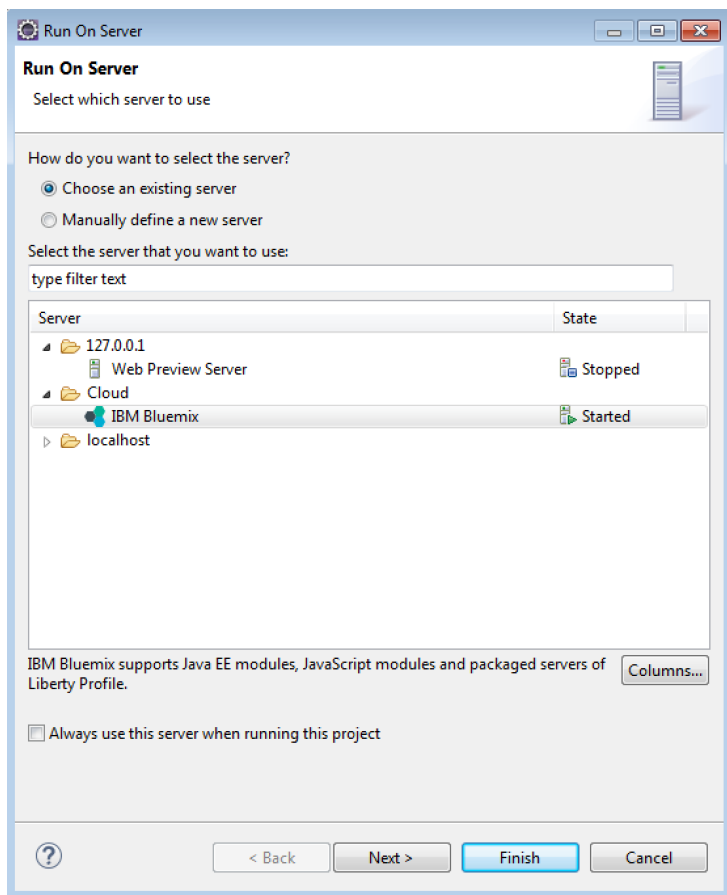 Run On Server
Run On Server
Select which server to use
How do you want to select the server?
Choose an existing server
Manually define a new server
Select the server that you want to use:
type filter text
Server State
127.0.0.1
Web Preview Server Stopped
Cloud
IBM Bluemix Started
localhost
IBM Bluemix supports Java EE modules, JavaScript modules and packaged servers of
Liberty Profile.
Columns...
Always use this server when running this project
? < Back Next > Finish Cancel